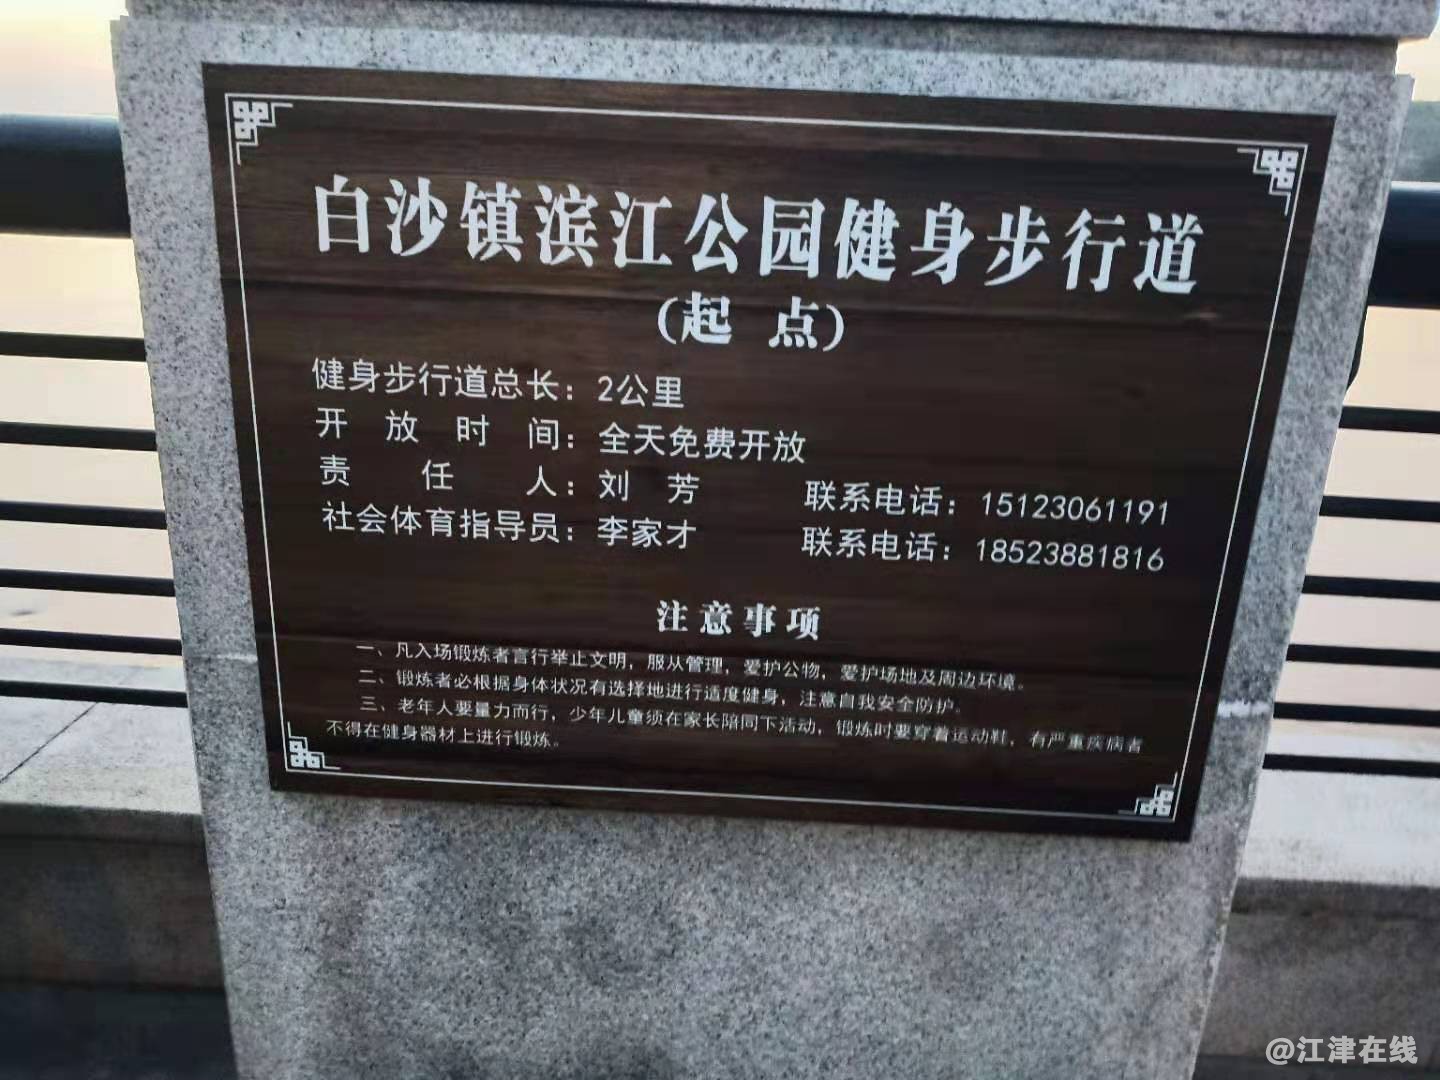 白沙镇滨江公园健身步行道
(起 点)
健身步行道总长：2公里
开放时间：全天免费开放
责任人：刘 芳 联系电话：15123061191
社会体育指导员：李家才 联系电话：18523881816
注意事项
一、凡入场锻炼者言行举止文明，服从管理，爱护公物，爱护场地及周边环境。
二、锻炼者必根据身体状况有选择地进行适度健身，注意自我安全防护。
三、老年人要量力而行，少年儿童须在家长陪同下活动，锻炼时要穿着运动鞋，有严重疾病者
不得在健身器材上进行锻炼。
@江津在线